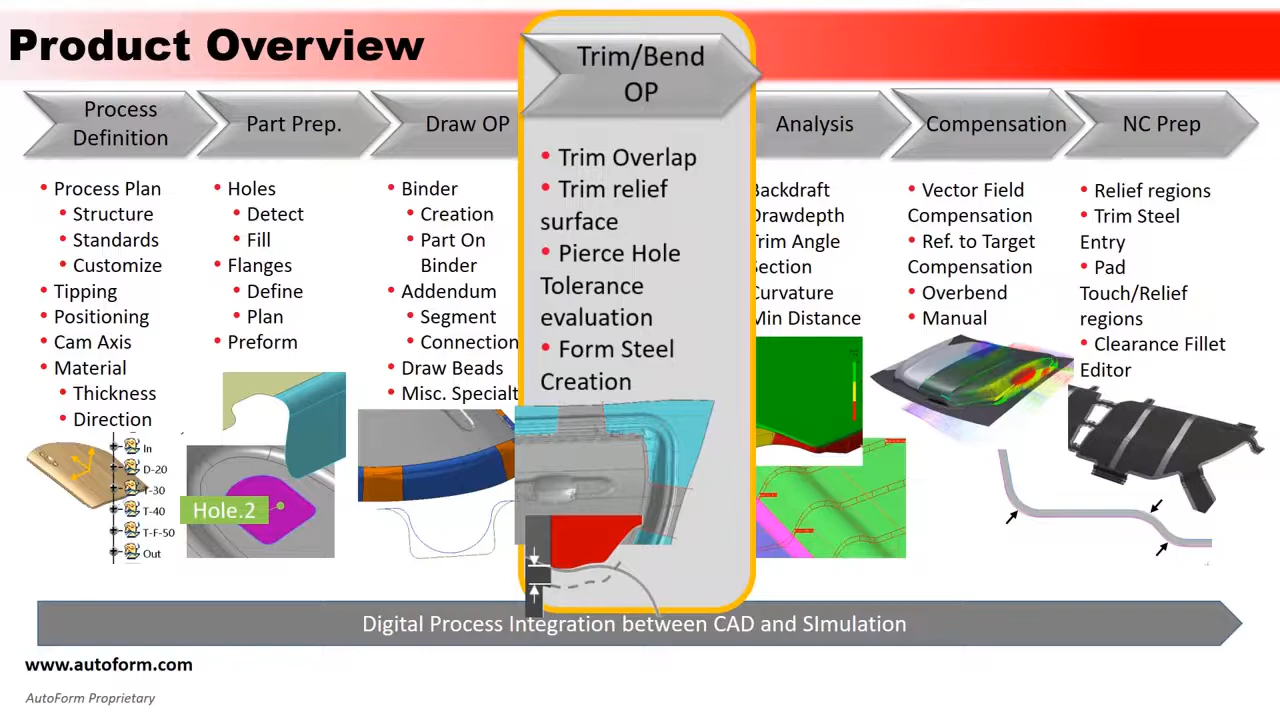 Product Overview
Process
Definition
• Process Plan
• Structure
• Standards
• Customize
• Tipping
• Positioning
• Cam Axis
• Material
• Thickness
• Direction
In
D-20
T-30
T-40
T-F-50
Out
Part Prep.
• Holes
• Detect
• Fill
• Flanges
• Define
• Plan
• Preform
Hole.2
Draw OP
• Binder
• Creation
• Part On
Binder
• Addendum
• Segment
• Connection
• Draw Beads
• Misc. Specialt
Trim/Bend
OP
• Trim Overlap
• Trim relief
surface
• Pierce Hole
Tolerance
evaluation
• Form Steel
Creation
Analysis
Backdraft
Drawdepth
Trim Angle
Section
Curvature
Min Distance
Compensation
• Vector Field
Compensation
• Ref. to Target
Compensation
• Overbend
• Manual
NC Prep
• Relief regions
• Trim Steel
Entry
• Pad
Touch/Relief
regions
• Clearance Fillet
Editor
Digital Process Integration between CAD and SImulation
www.autoform.com
AutoForm Proprietary